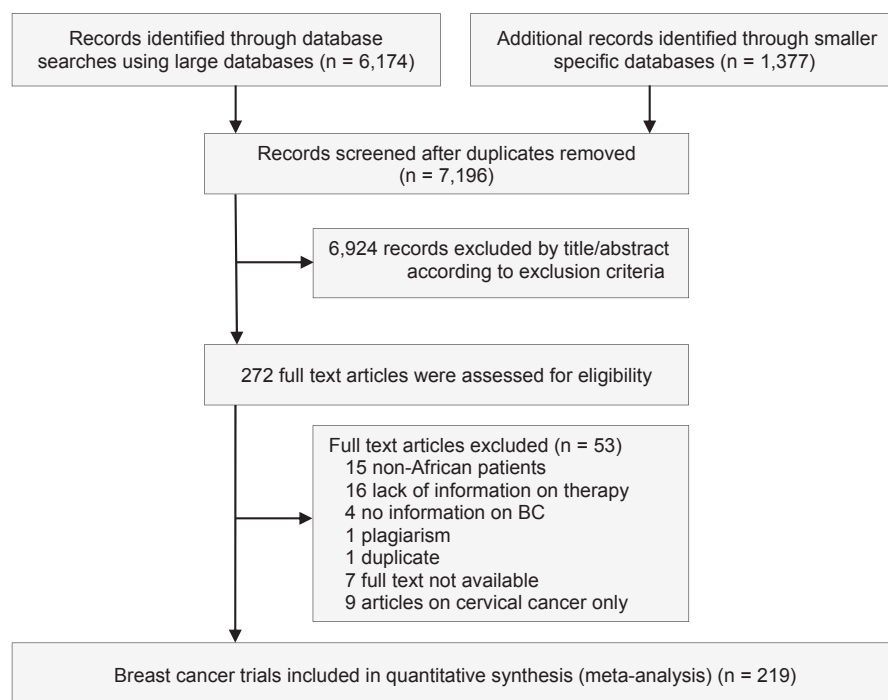 Records identified through database
searches using large databases (n = 6,174)
Additional records identified through smaller
specific databases (n = 1,377)
Records screened after duplicates removed
(n = 7,196)
6,924 records excluded by title/abstract
according to exclusion criteria
272 full text articles were assessed for eligibility
Full text articles excluded (n = 53)
15 non-African patients
16 lack of information on therapy
4 no information on BC
1 plagiarism
1 duplicate
7 full text not available
9 articles on cervical cancer only
Breast cancer trials included in quantitative synthesis (meta-analysis) (n = 219)